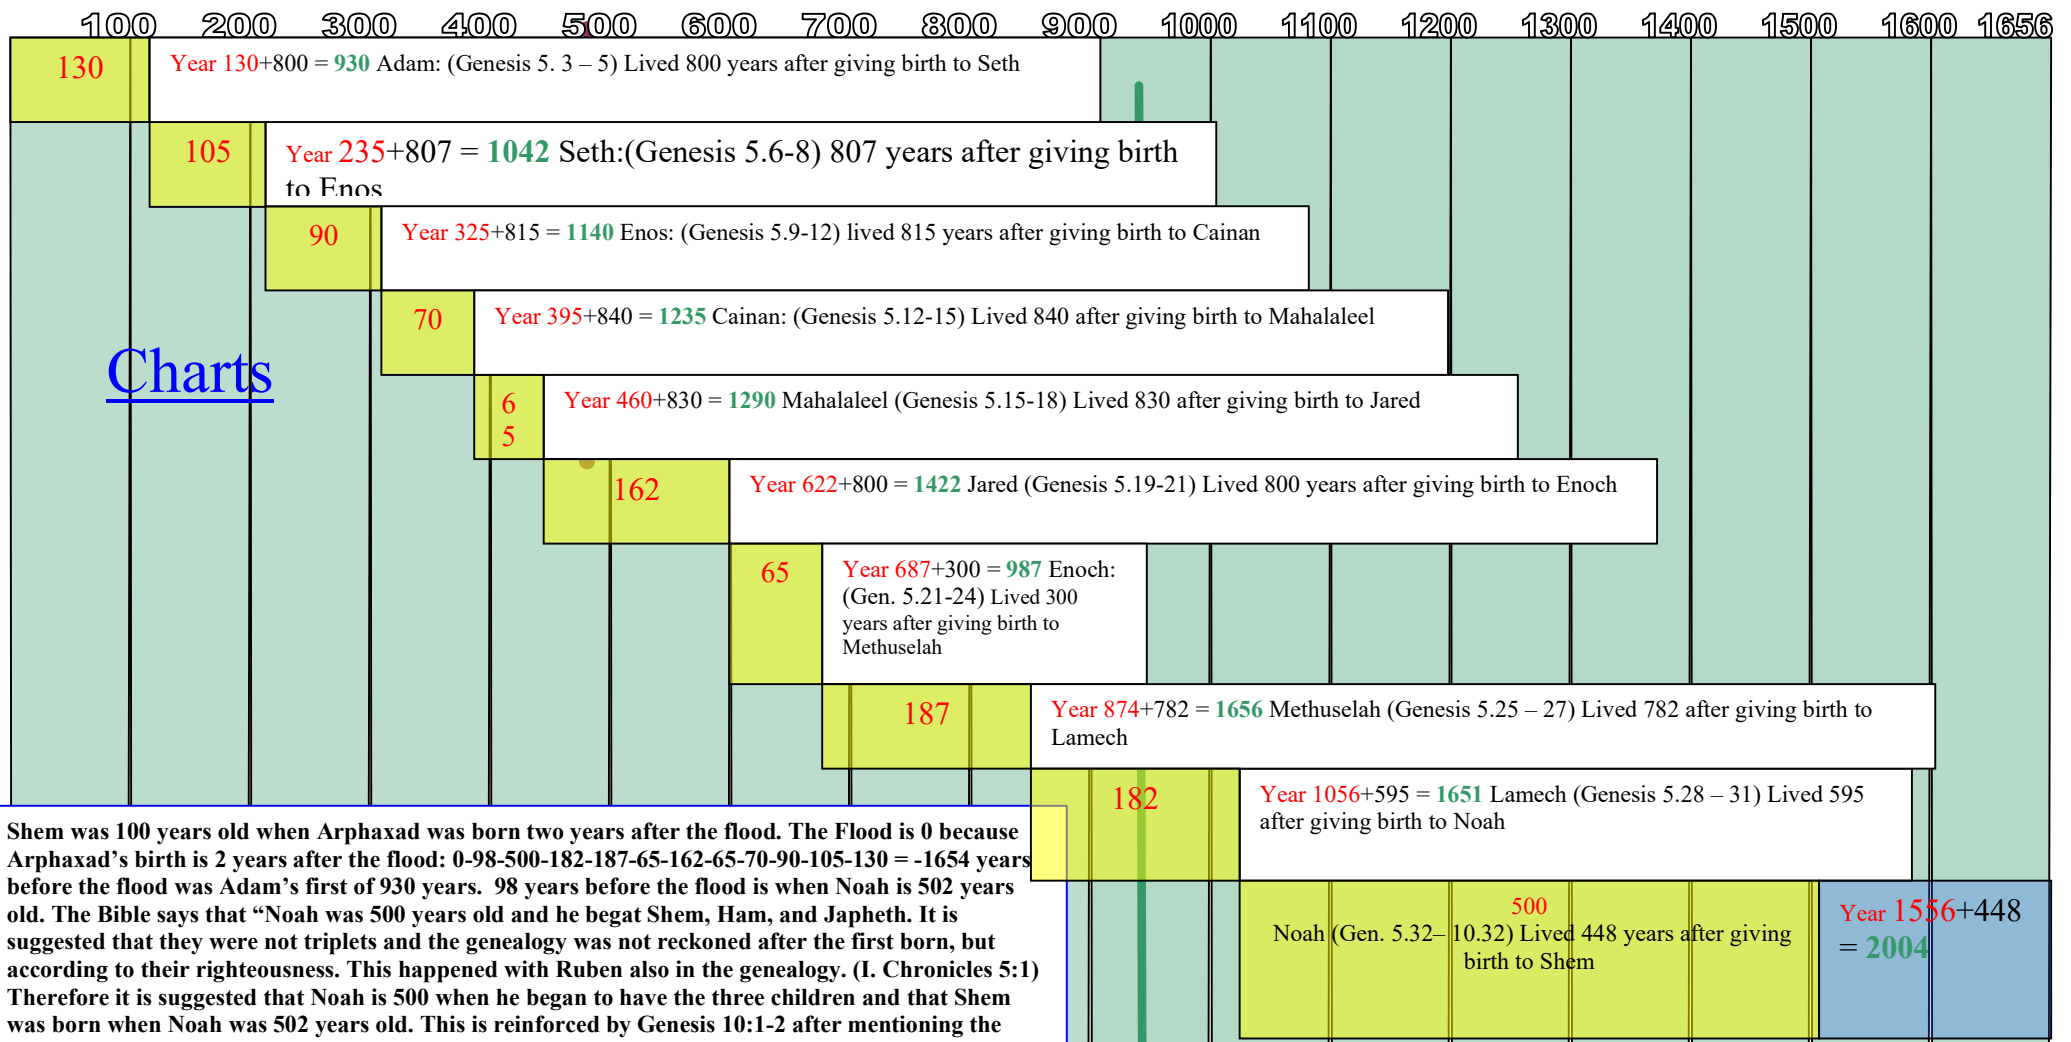 1000 2000 3000 4000 5000 6000 7000 8000 9000 10000 1100 1200 1300 1400 1500 1600 1656
130
Year 130+800 = 930 Adam: (Genesis 5. 3 – 5) Lived 800 years after giving birth to Seth
105
Year 235+807 = 1042 Seth:(Genesis 5.6-8) 807 years after giving birth
to Enos
90
Year 325+815 = 1140 Enos: (Genesis 5.9-12) lived 815 years after giving birth to Cainan
70
Year 395+840 = 1235 Cainan: (Genesis 5.12-15) Lived 840 after giving birth to Mahalaleel
Charts
6
5
Year 460+830 = 1290 Mahalaleel (Genesis 5.15-18) Lived 830 after giving birth to Jared
162
Year 622+800 = 1422 Jared (Genesis 5.19-21) Lived 800 years after giving birth to Enoch
65
Year 687+300 = 987 Enoch:
(Gen. 5.21-24) Lived 300
years after giving birth to
Methuselah
187
Year 874+782 = 1656 Methuselah (Genesis 5.25 – 27) Lived 782 after giving birth to
Lamech
182
Year 1056+595 = 1651 Lamech (Genesis 5.28 – 31) Lived 595
after giving birth to Noah
500
Noah (Gen. 5.32– 10.32) Lived 448 years after giving
birth to Shem
Year 1556+448
= 2004
Shem was 100 years old when Arphaxad was born two years after the flood. The Flood is 0 because
Arphaxad’s birth is 2 years after the flood: 0-98-500-182-187-65-162-65-70-90-105-130 = -1654 years
before the flood was Adam’s first of 930 years.  98 years before the flood is when Noah is 502 years
old. The Bible says that “Noah was 500 years old and he begat Shem, Ham, and Japheth. It is
suggested that they were not triplets and the genealogy was not reckoned after the first born, but
according to their righteousness. This happened with Ruben also in the genealogy. (I. Chronicles 5:1)
Therefore it is suggested that Noah is 500 when he began to have the three children and that Shem
was born when Noah was 502 years old. This is reinforced by Genesis 10:1-2 after mentioning the